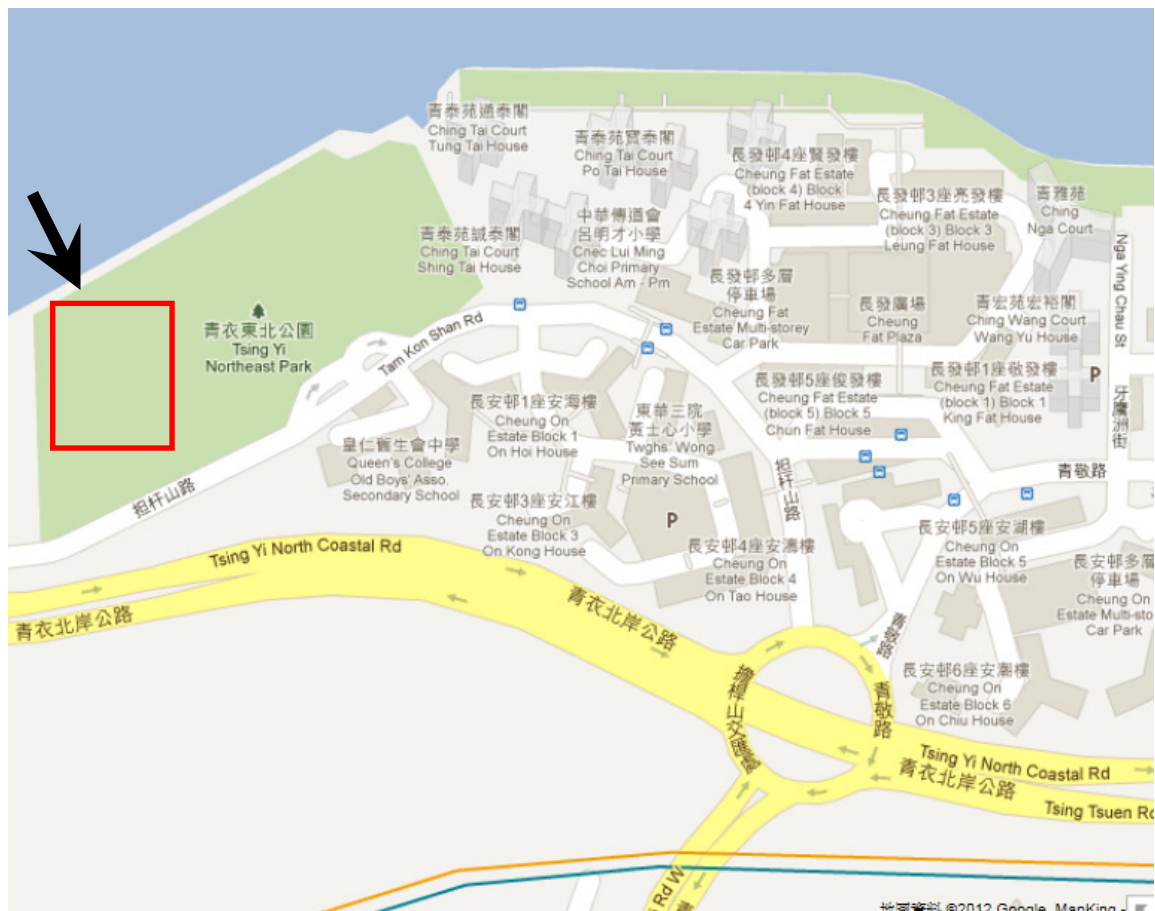 青泰苑通泰閣
Ching Tai Court
Tung Tai House
青泰苑寶泰閣
Ching Tai Court
Po Tai House
長發邨4座賢發樓
Cheung Fat Estate
(block 4) Block
4 Yin Fat House
長發邨3座亮發樓
Cheung Fat Estate
(block 3) Block 3
Leung Fat House
青雅苑
Ching
Nga Court
青泰苑誠泰閣
Ching Tai Court
Shing Tai House
中華傳道會
呂明才小學
Cnec Lui Ming
Choi Primary
School Am - Pm
Nga Ying Chau St
長發邨多層
停車場
Cheung Fat
Estate Multi-storey
Car Park
長發廣場
Cheung
Fat Plaza
青宏苑宏裕閣
Ching Wang Court
Wang Yu House
青衣東北公園
Tsing Yi
Northeast Park
Tam Kon Shan Rd
長發邨5座俊發樓
Cheung Fat Estate
(block 5) Block 5
Chun Fat House
長發邨1座敬發樓
Cheung Fat Estate
(block 1) Block 1
King Fat House
P
牙鷹洲街
長安邨1座安海樓
Cheung On
Estate Block 1
On Hoi House
東華三院
黃士心小學
Twghs' Wong
See Sum
Primary School
皇仁舊生會中學
Queen's College
Old Boys' Asso.
Secondary School
担杆山路
担杆山路
青敬路
長安邨3座安江樓
Cheung On
Estate Block 3
On Kong House
P
長安邨4座安濤樓
Cheung On
Estate Block 4
On Tao House
長安邨5座安湖樓
Cheung On
Estate Block 5
On Wu House
長安邨多層
停車場
Cheung On
Estate Multi-sto
Car Park
Tsing Yi North Coastal Rd
青衣北岸公路
青衣北岸公路
青敬路
長安邨6座安潮樓
Cheung On
Estate Block 6
On Chiu House
擔桿山交匯處
青敬路
Tsing Yi North Coastal Rd
青衣北岸公路
Tsing Tsuen Rd
i Rd W
青
地圖資料 ©2012 Google, MapKing -